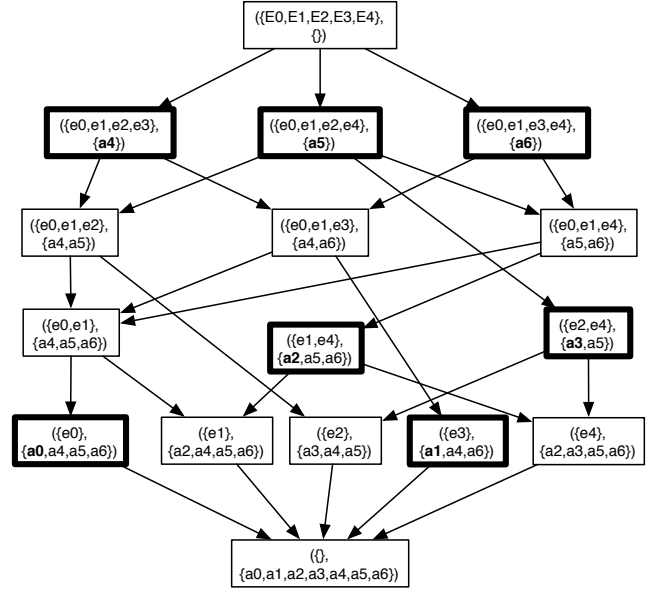 ({E0,E1,E2,E3,E4},
{})
({e0,e1,e2,e3},
{a4})
({e0,e1,e2,e4},
{a5})
({e0,e1,e3,e4},
{a6})
({e0,e1,e2},
{a4,a5})
({e0,e1,e3},
{a4,a6})
({e0,e1,e4},
{a5,a6})
({e0,e1},
{a4,a5,a6})
({e1,e4},
{a2,a5,a6})
({e2,e4},
{a3,a5})
({e0},
{a0,a4,a5,a6})
({e1},
{a2,a4,a5,a6})
({e2},
{a3,a4,a5})
({e3},
{a1,a4,a6})
({e4},
{a2,a3,a5,a6})
({},
{a0,a1,a2,a3,a4,a5,a6})